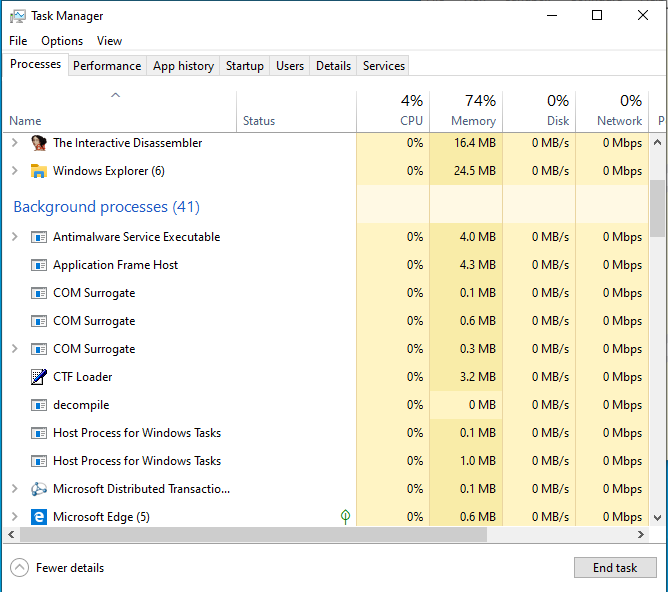 Task Manager
File Options View
Processes Performance App history Startup Users Details Services
4% 74% 0% 0%
Name Status CPU Memory Disk Network P
The Interactive Disassembler 0% 16.4 MB 0 MB/s 0 Mbps
Windows Explorer (6) 0% 24.5 MB 0 MB/s 0 Mbps
Background processes (41)
Antimalware Service Executable 0% 4.0 MB 0 MB/s 0 Mbps
Application Frame Host 0% 4.3 MB 0 MB/s 0 Mbps
COM Surrogate 0% 0.1 MB 0 MB/s 0 Mbps
COM Surrogate 0% 0.6 MB 0 MB/s 0 Mbps
COM Surrogate 0% 0.3 MB 0 MB/s 0 Mbps
CTF Loader 0% 3.2 MB 0 MB/s 0 Mbps
decompile 0% 0 MB 0 MB/s 0 Mbps
Host Process for Windows Tasks 0% 0.1 MB 0 MB/s 0 Mbps
Host Process for Windows Tasks 0% 1.0 MB 0 MB/s 0 Mbps
Microsoft Distributed Transactio... 0% 0.1 MB 0 MB/s 0 Mbps
Microsoft Edge (5) 0% 0.6 MB 0 MB/s 0 Mbps
Fewer details End task